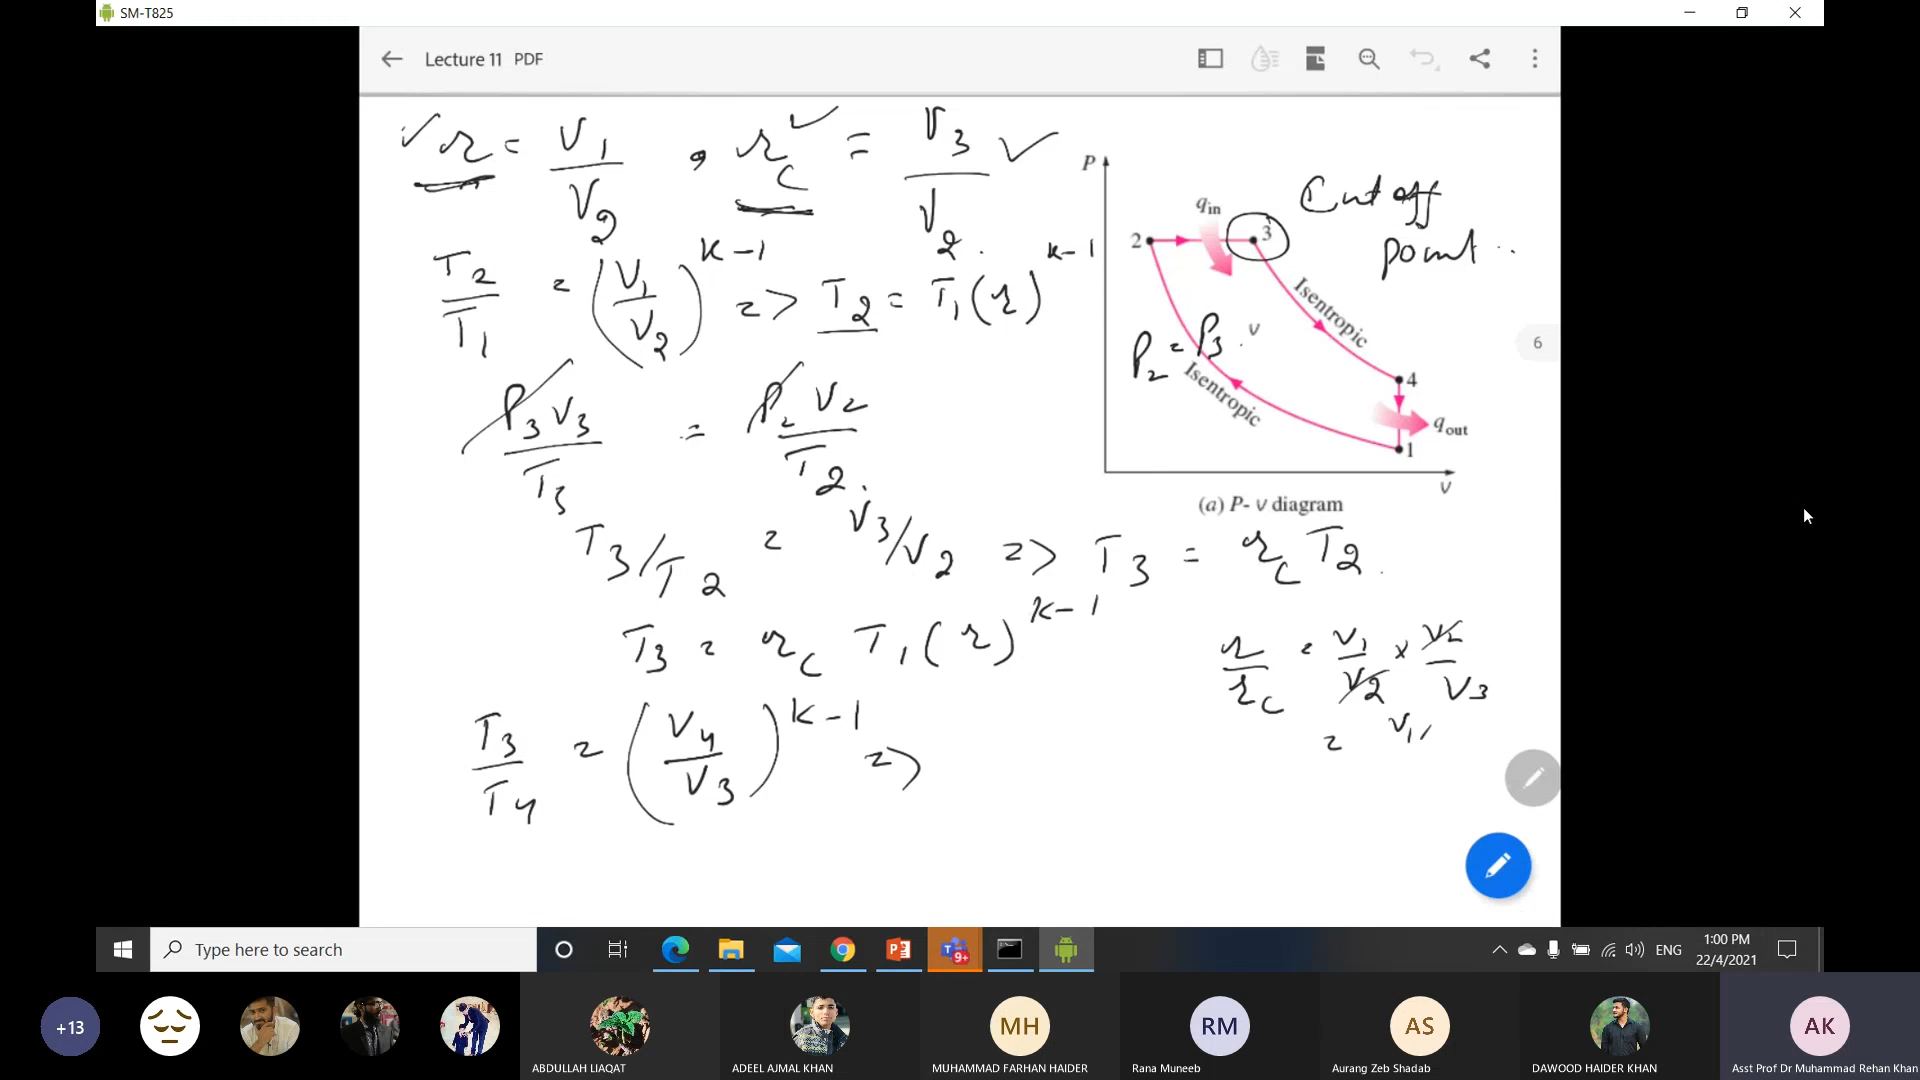 SM-T825
Lecture 11 PDF
r = V1/V2 , rc = V3/V2
T2/T1 = (V1/V2)^(k-1) => T2 = T1(r)^(k-1)
P3V3/T3 = P2V2/T2
T3/T2 = V3/V2 => T3 = rc T2
T3 = rc T1(r)^(k-1)
T3/T4 = (V4/V3)^(k-1) =>
r/rc = V1/V2 × V2/V3
= V1/
Cut off
point ..
P
qin
2
3
Isentropic
P2 = P3
v
Isentropic
4
qout
1
v
(a) P- v diagram
6
Type here to search
9+
ENG
1:00 PM
22/4/2021
+13
MH
RM
AS
AK
ABDULLAH LIAQAT
ADEEL AJMAL KHAN
MUHAMMAD FARHAN HAIDER
Rana Muneeb
Aurang Zeb Shadab
DAWOOD HAIDER KHAN
Asst Prof Dr Muhammad Rehan Khan